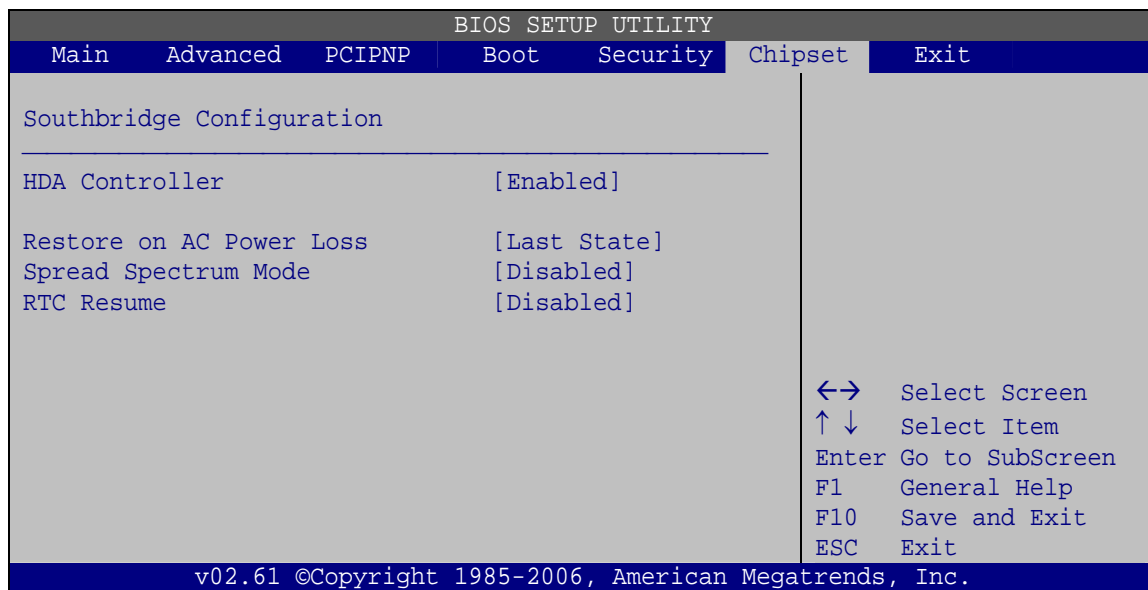 BIOS SETUP UTILITY
Main Advanced PCIPNP Boot Security Chipset Exit
Southbridge Configuration
HDA Controller [Enabled]
Restore on AC Power Loss [Last State]
Spread Spectrum Mode [Disabled]
RTC Resume [Disabled]
←→ Select Screen
↑ ↓ Select Item
Enter Go to SubScreen
F1 General Help
F10 Save and Exit
ESC Exit
v02.61 ©Copyright 1985-2006, American Megatrends, Inc.